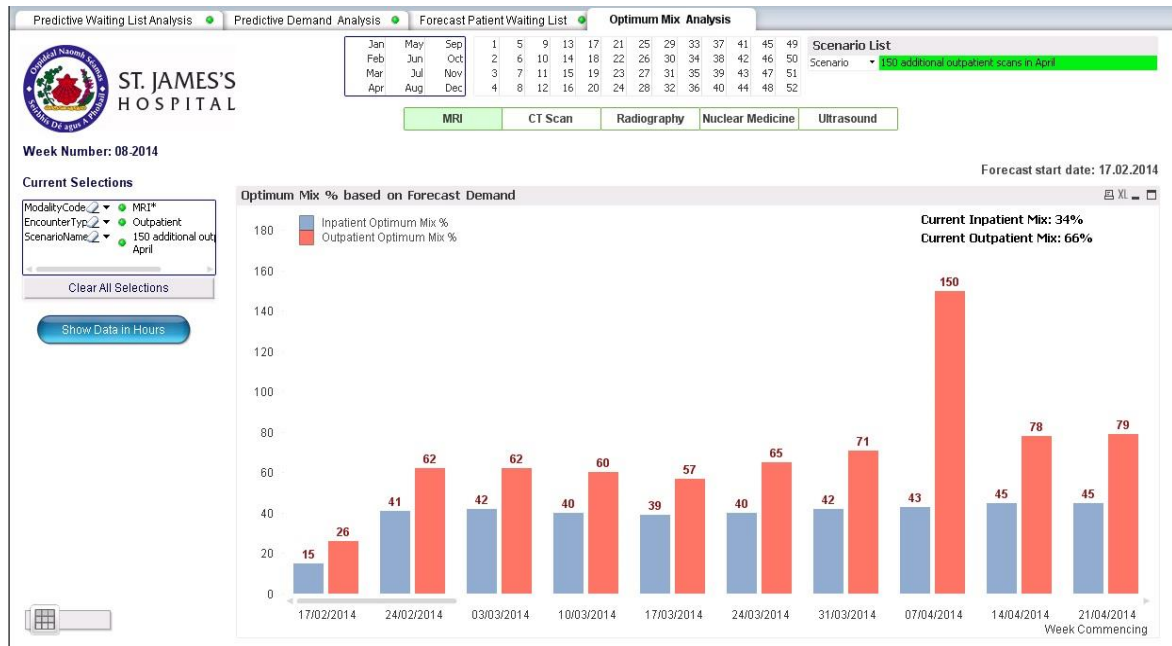 Predictive Waiting List Analysis Predictive Demand Analysis Forecast Patient Waiting List Optimum Mix Analysis
Ospidéal Naomh Séamas
Seirbhís Dé agus A Phobail
ST. JAMES'S
HOSPITAL
Jan May Sep 1 5 9 13 17 21 25 29 33 37 41 45 49
Feb Jun Oct 2 6 10 14 18 22 26 30 34 38 42 46 50
Mar Jul Nov 3 7 11 15 19 23 27 31 35 39 43 47 51
Apr Aug Dec 4 8 12 16 20 24 28 32 36 40 44 48 52
Scenario List
Scenario 150 additional outpatient scans in April
MRI CT Scan Radiography Nuclear Medicine Ultrasound
Week Number: 08-2014
Forecast start date: 17.02.2014
Current Selections
ModalityCode MRI*
EncounterTyp Outpatient
ScenarioName 150 additional out
April
Clear All Selections
Show Data in Hours
Optimum Mix % based on Forecast Demand XL
Inpatient Optimum Mix %
Outpatient Optimum Mix %
Current Inpatient Mix: 34%
Current Outpatient Mix: 66%
180
160
140
120
100
80
60
40
20
0
15 26 41 62 42 62 40 60 39 57 40 65 42 71 43 150 45 78 45 79
17/02/2014 24/02/2014 03/03/2014 10/03/2014 17/03/2014 24/03/2014 31/03/2014 07/04/2014 14/04/2014 21/04/2014
Week Commencing